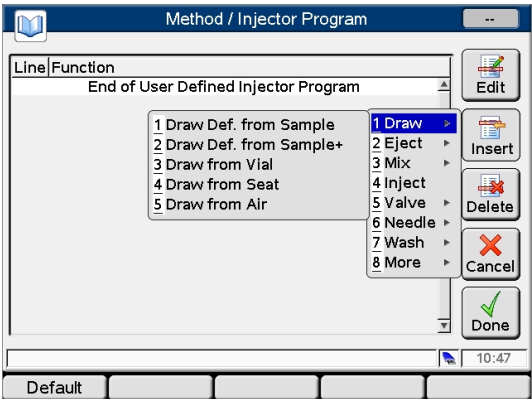 Method / Injector Program
--
Line Function
End of User Defined Injector Program
1 Draw Def. from Sample
2 Draw Def. from Sample+
3 Draw from Vial
4 Draw from Seat
5 Draw from Air
1 Draw
2 Eject
3 Mix
4 Inject
5 Valve
6 Needle
7 Wash
8 More
Edit
Insert
Delete
Cancel
Done
10:47
Default